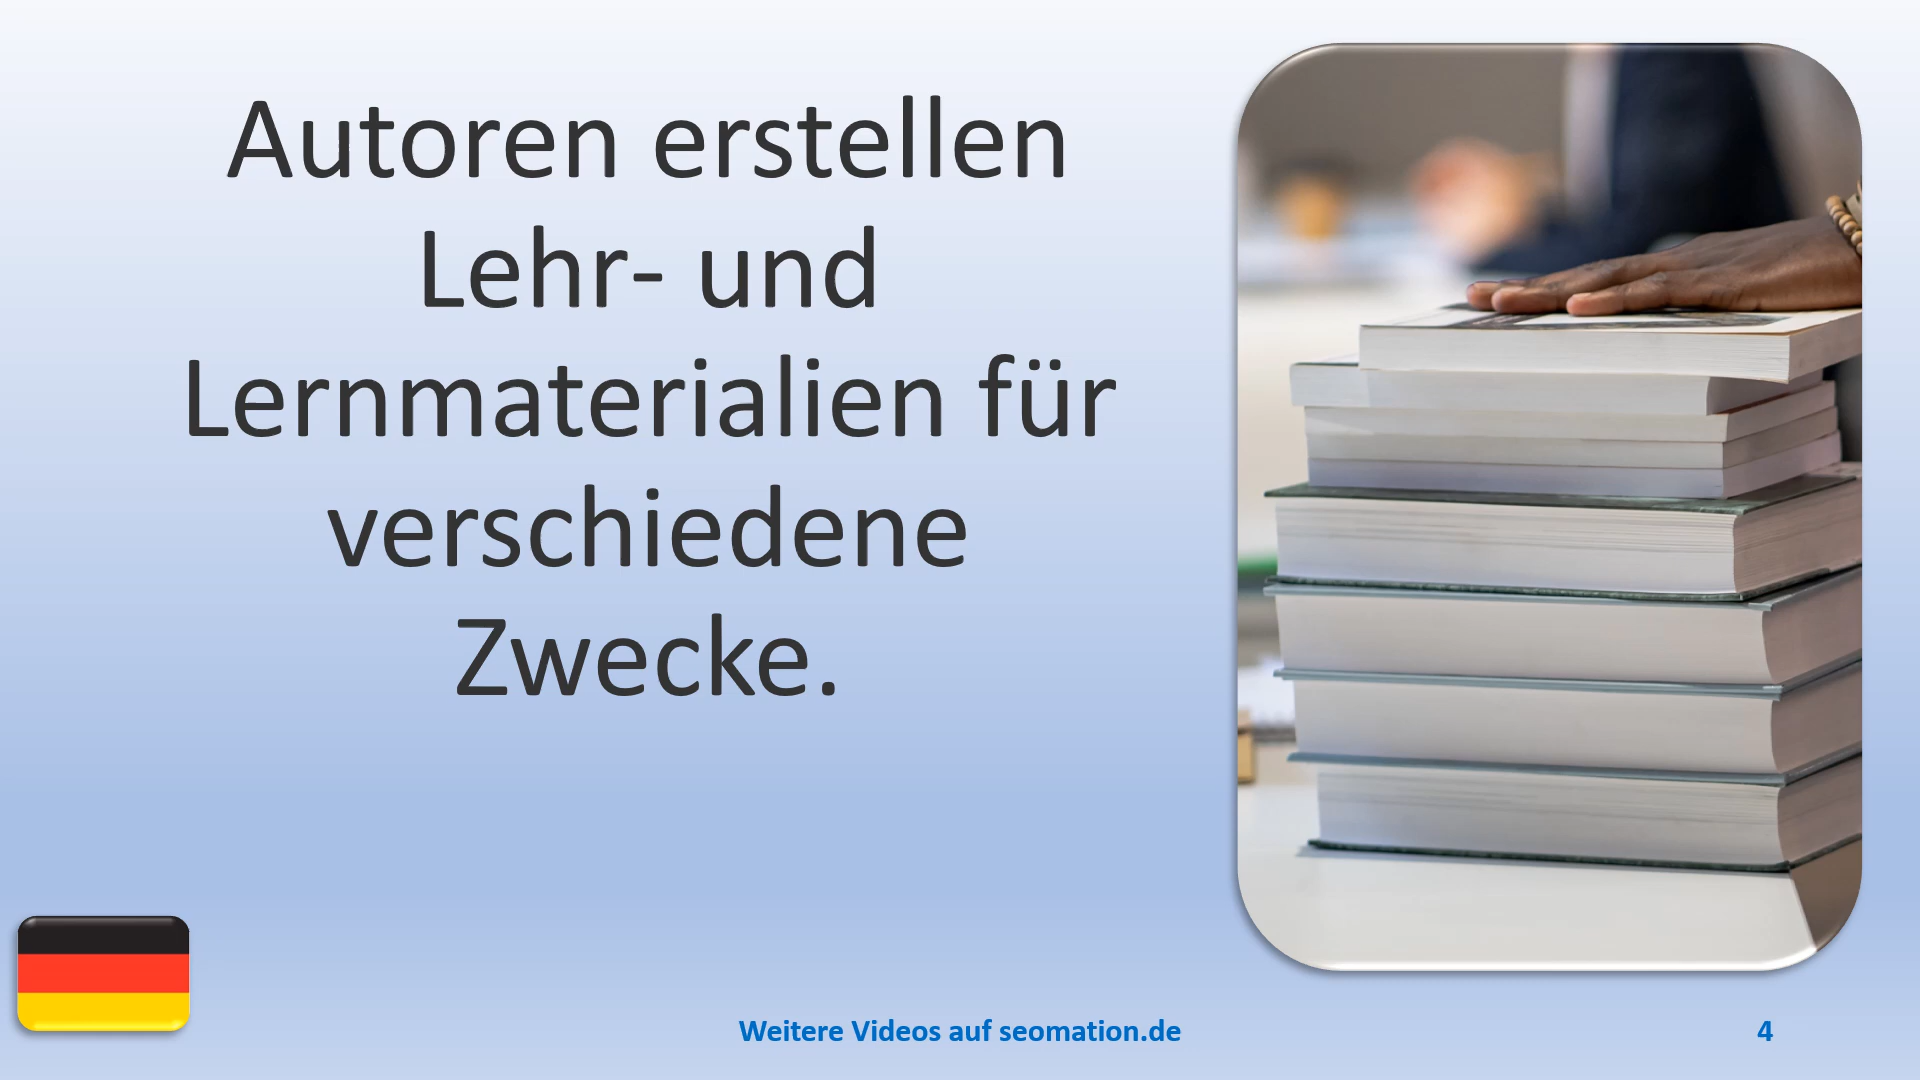 Autoren erstellen
Lehr- und
Lernmaterialien für
verschiedene
Zwecke.
Weitere Videos auf seomation.de
4